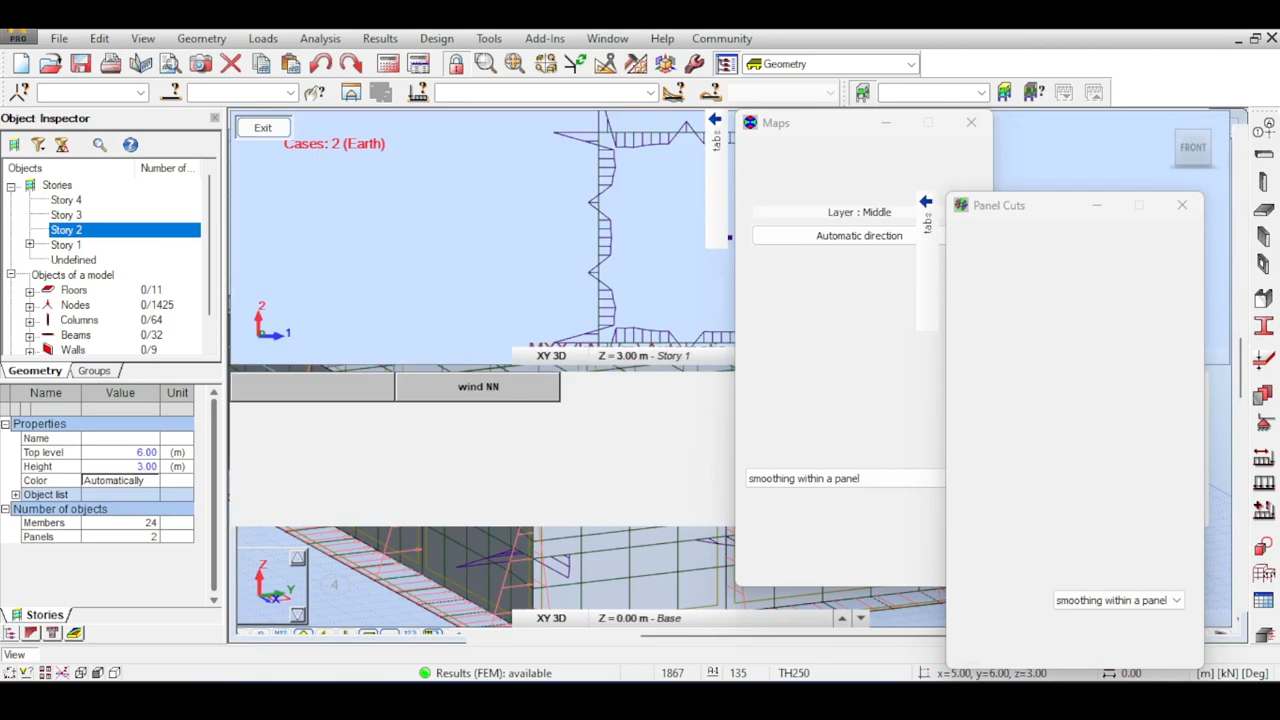 PRO
File Edit View Geometry Loads Analysis Results Design Tools Add-Ins Window Help Community
Geometry
Object Inspector
Objects Number of...
Stories
Story 4
Story 3
Story 2
Story 1
Undefined
Objects of a model
Floors 0/11
Nodes 0/1425
Columns 0/64
Beams 0/32
Walls 0/9
Geometry Groups
Name Value Unit
Properties
Name
Top level 6.00 (m)
Height 3.00 (m)
Color Automatically
Object list
Number of objects
Members 24
Panels 2
Stories
View
Exit
Cases: 2 (Earth)
2
1
XY 3D Z = 3.00 m - Story 1
tabs
wind NN
Z
Y
X
4
XY 3D Z = 0.00 m - Base
Maps
Layer : Middle
Automatic direction
tabs
smoothing within a panel
Panel Cuts
smoothing within a panel
FRONT
Results (FEM): available 1867 135 TH250 x=5.00, y=6.00, z=3.00 0.00 [m] [kN] [Deg]